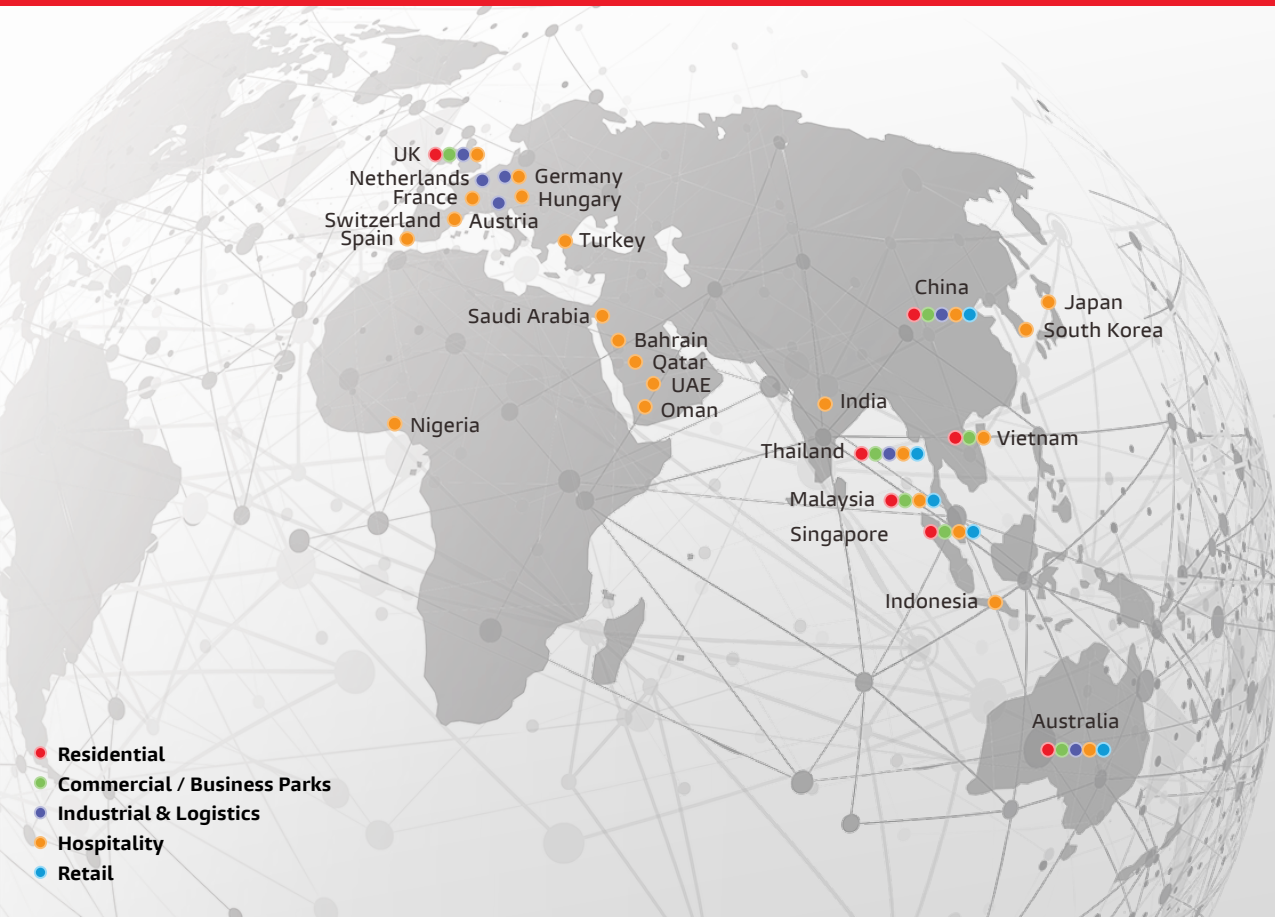 UK
Netherlands
Germany
France
Hungary
Switzerland
Austria
Spain
Turkey
China
Japan
Saudi Arabia
South Korea
Bahrain
Qatar
UAE
India
Oman
Nigeria
Vietnam
Thailand
Malaysia
Singapore
Indonesia
Australia
Residential
Commercial / Business Parks
Industrial & Logistics
Hospitality
Retail